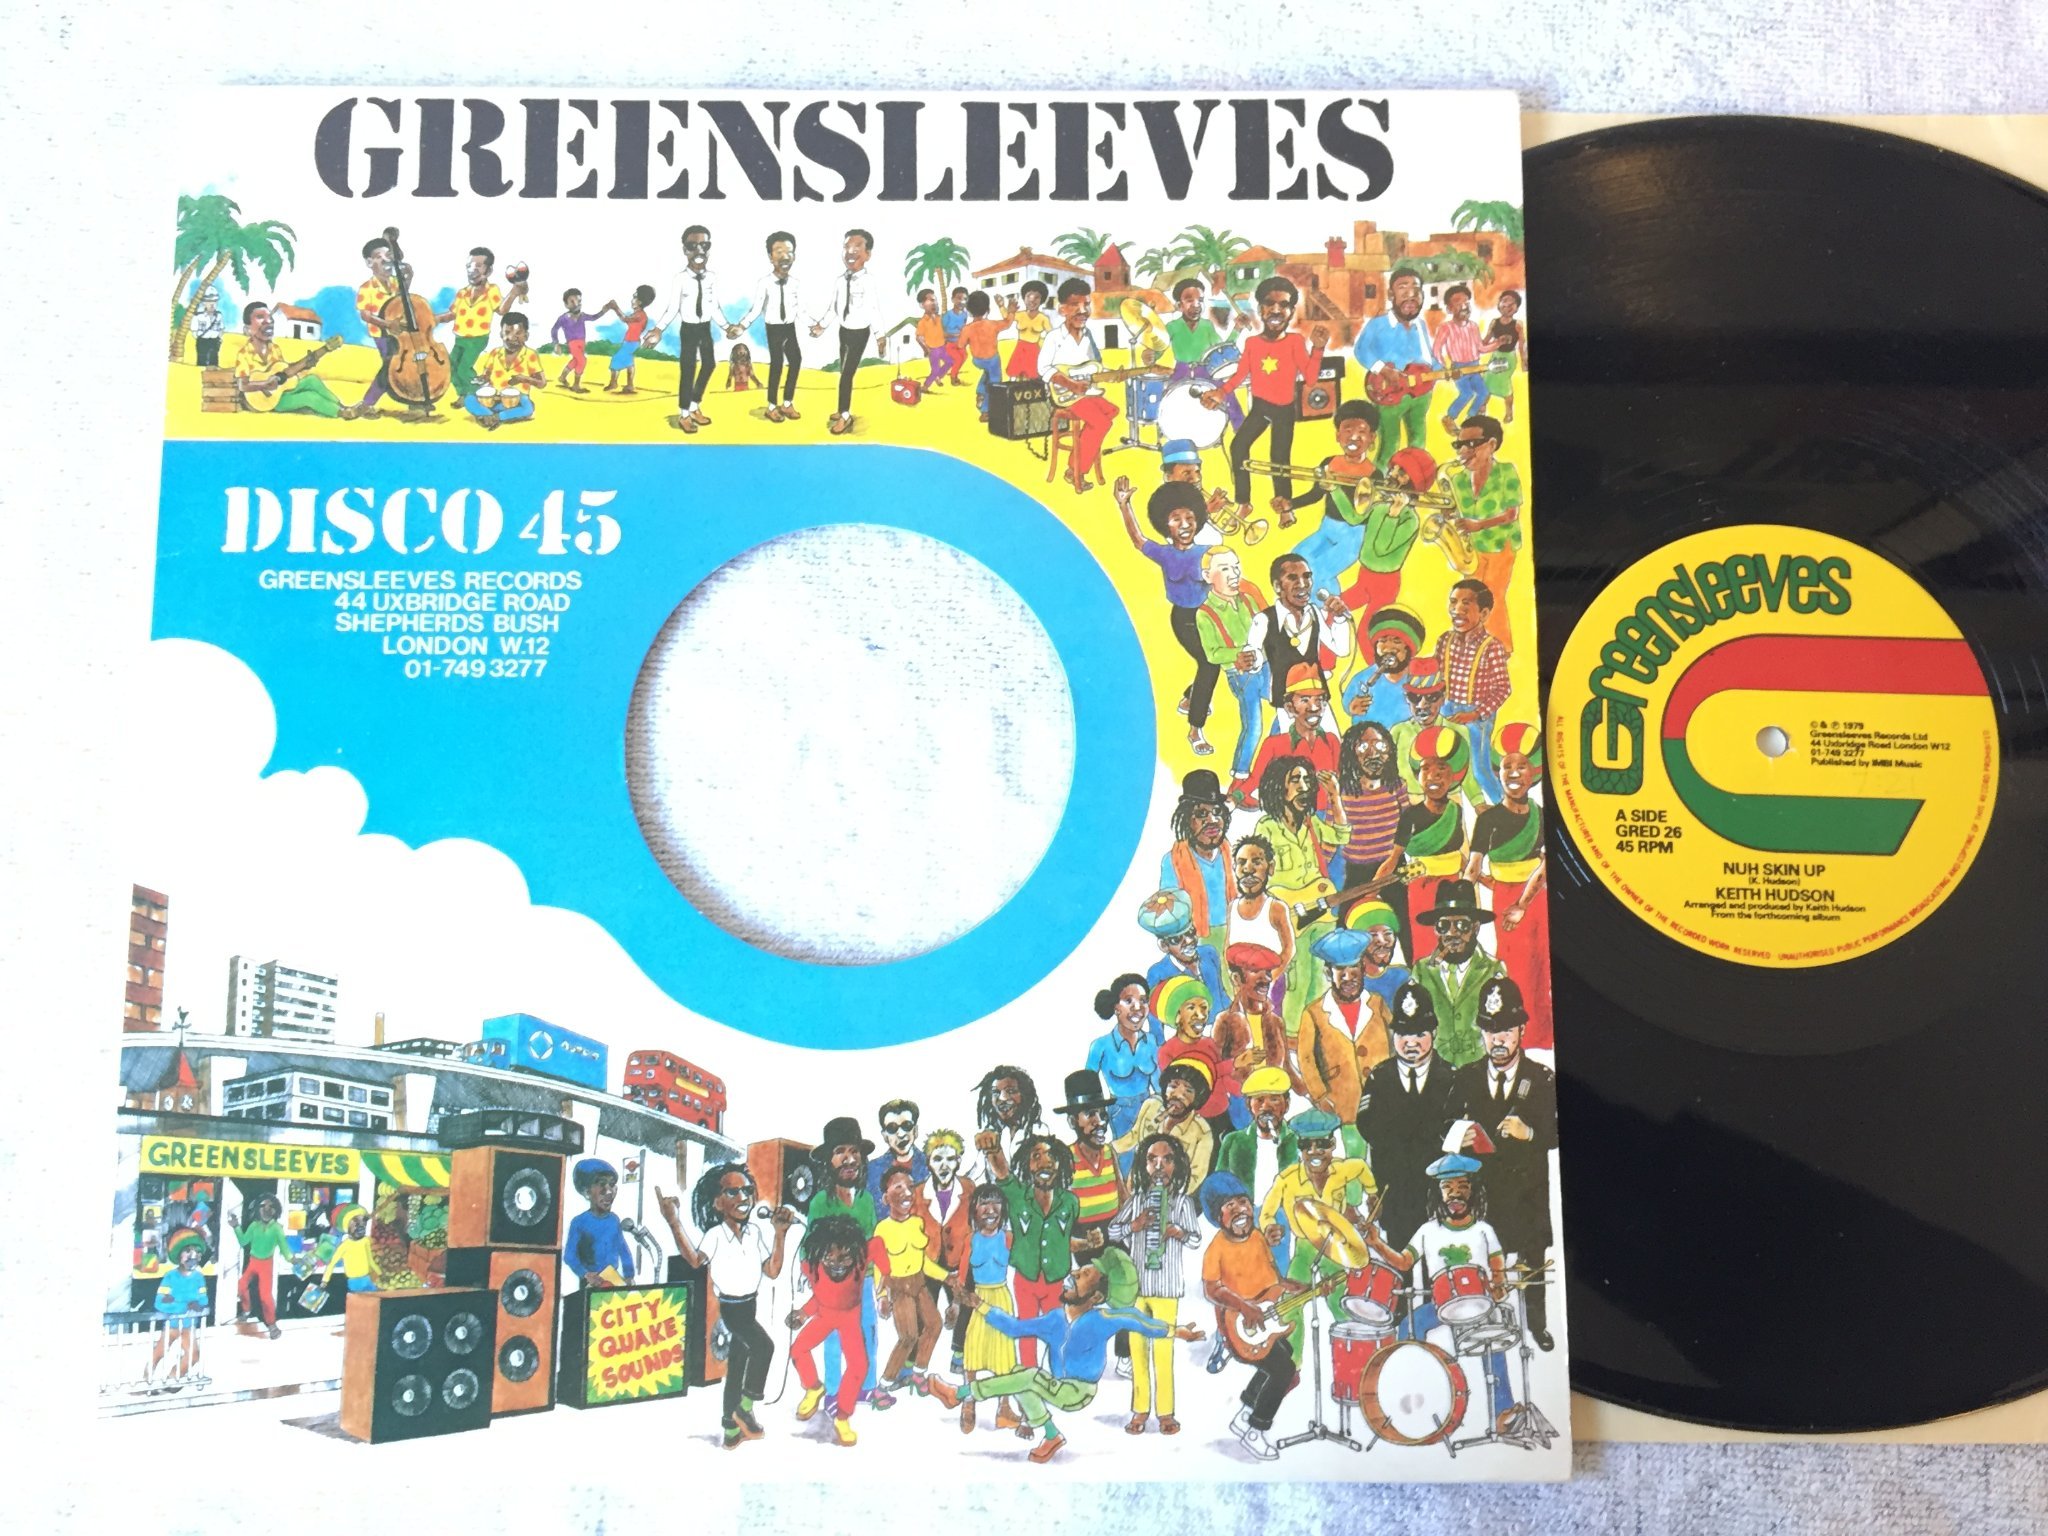 GREENSLEEVES
VOX
DISCO 45
GREENSLEEVES RECORDS
44 UXBRIDGE ROAD
SHEPHERDS BUSH
LONDON W.12
01-749 3277
GREENSLEEVES
CITY
QUAKE
SOUNDS
Greensleeves
© & ℗ 1979
Greensleeves Records Ltd
44 Uxbridge Road London W12
01-749 3277
Published by IMBI Music
A SIDE
GRED 26
45 RPM
NUH SKIN UP
(K. Hudson)
KEITH HUDSON
Arranged and produced by Keith Hudson
From the forthcoming album
ALL RIGHTS OF THE MANUFACTURER AND OF THE OWNER OF THE RECORDED WORK RESERVED · UNAUTHORISED PUBLIC PERFORMANCE BROADCASTING AND COPYING OF THIS RECORD PROHIBITED